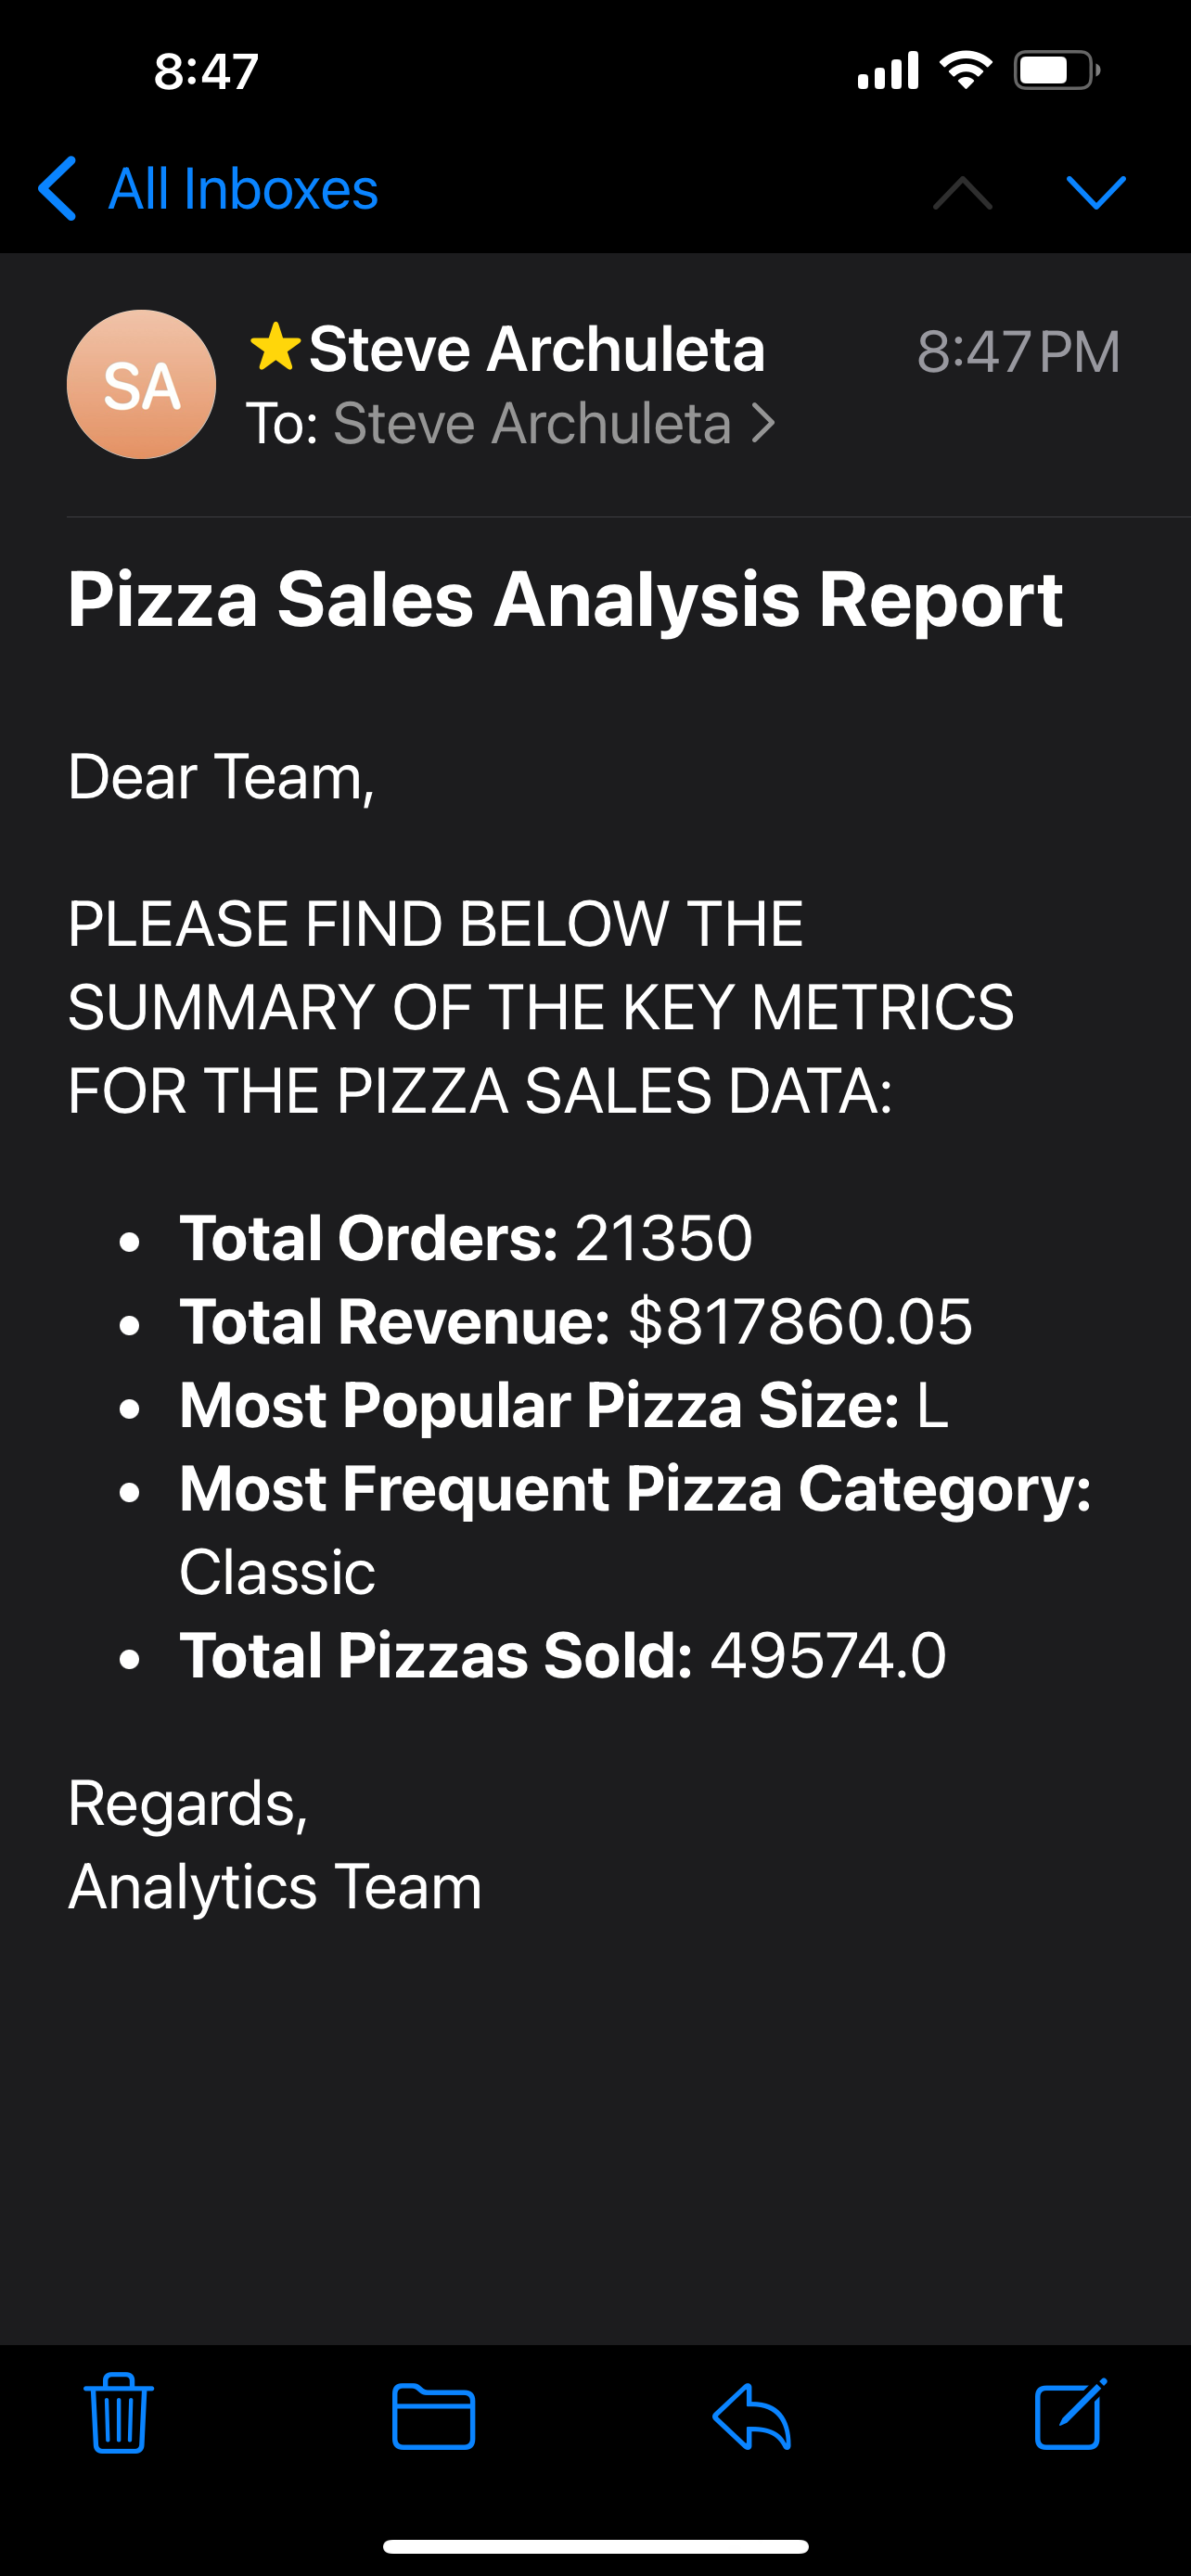 8:47
All Inboxes
SA
Steve Archuleta
8:47 PM
To: Steve Archuleta
Pizza Sales Analysis Report
Dear Team,
PLEASE FIND BELOW THE
SUMMARY OF THE KEY METRICS
FOR THE PIZZA SALES DATA:
• Total Orders: 21350
• Total Revenue: $817860.05
• Most Popular Pizza Size: L
• Most Frequent Pizza Category:
Classic
• Total Pizzas Sold: 49574.0
Regards,
Analytics Team